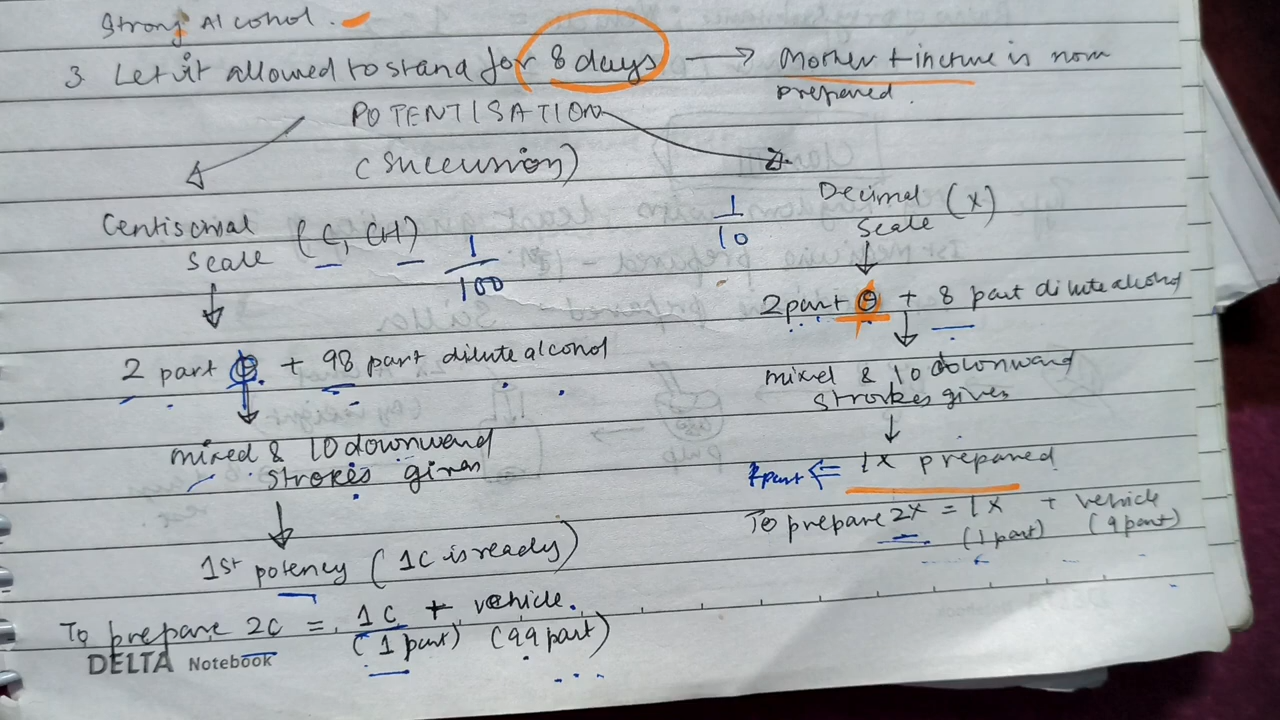 Strong Alcohol.
3. Let it allowed to stand for 8 days → Mother tincture is now
prepared.
POTENTISATION
(succussion)
Centiscimal
Scale (C, CH) 1/100
2 part Θ + 98 part dilute alcohol
mixed & 10 downward
strokes given
1st potency (1C is ready)
To prepare 2C = 1C + vehicle.
(1 part) (99 part)
Decimal (X)
Scale
1/10
2 part Θ + 8 part dilute alcohol
mixed & 10 downward
strokes gives
1 part ⇐ 1X prepared
To prepare 2X = 1X + vehicle
(1 part) (9 part)
DELTA Notebook